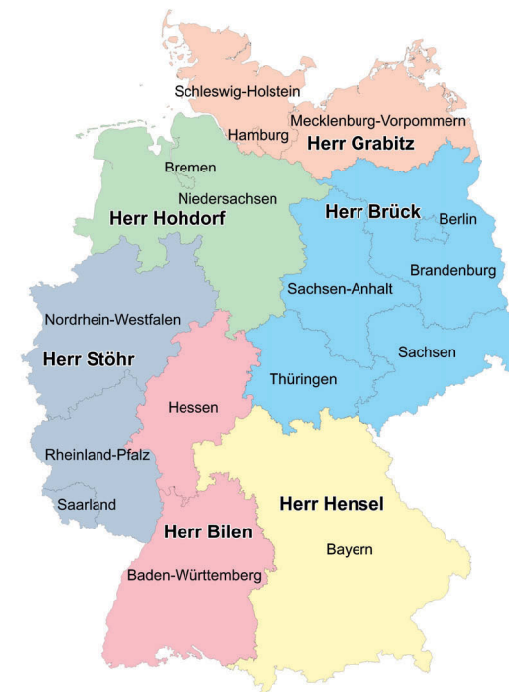 Schleswig-Holstein
Mecklenburg-Vorpommern
Hamburg
Herr Grabitz
Bremen
Niedersachsen
Herr Hohdorf
Herr Brück
Berlin
Brandenburg
Sachsen-Anhalt
Nordrhein-Westfalen
Herr Stöhr
Sachsen
Thüringen
Hessen
Rheinland-Pfalz
Saarland
Herr Hensel
Herr Bilen
Bayern
Baden-Württemberg